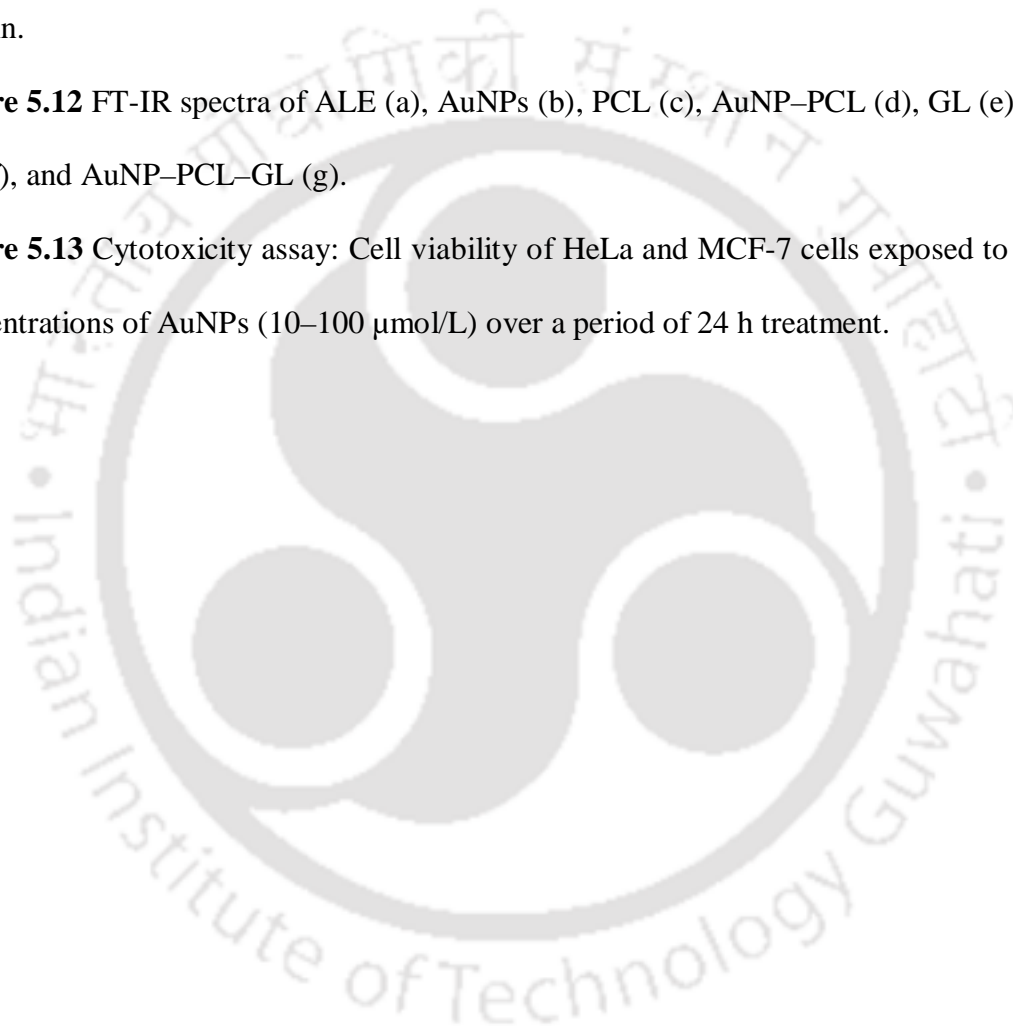 in.
re 5.12 FT-IR spectra of ALE (a), AuNPs (b), PCL (c), AuNP–PCL (d), GL (e)
), and AuNP–PCL–GL (g).
re 5.13 Cytotoxicity assay: Cell viability of HeLa and MCF-7 cells exposed to
entrations of AuNPs (10–100 µmol/L) over a period of 24 h treatment.
भारतीय प्रौद्योगिकी संस्थान गुवाहाटी
• Indian Institute of Technology Guwahati •